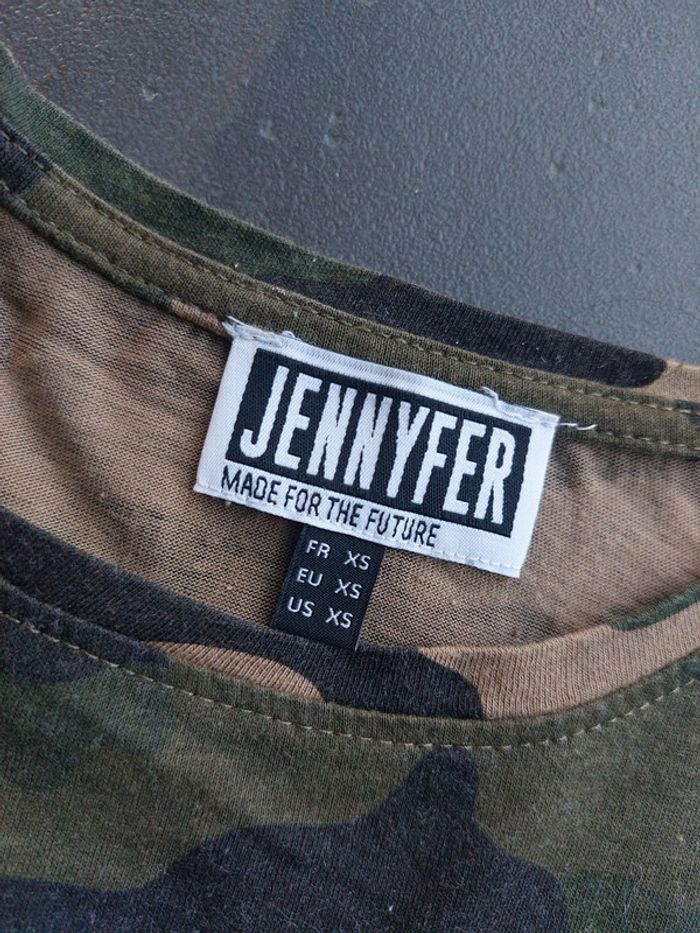 JENNYFER
MADE FOR THE FUTURE
FR XS
EU XS
US XS